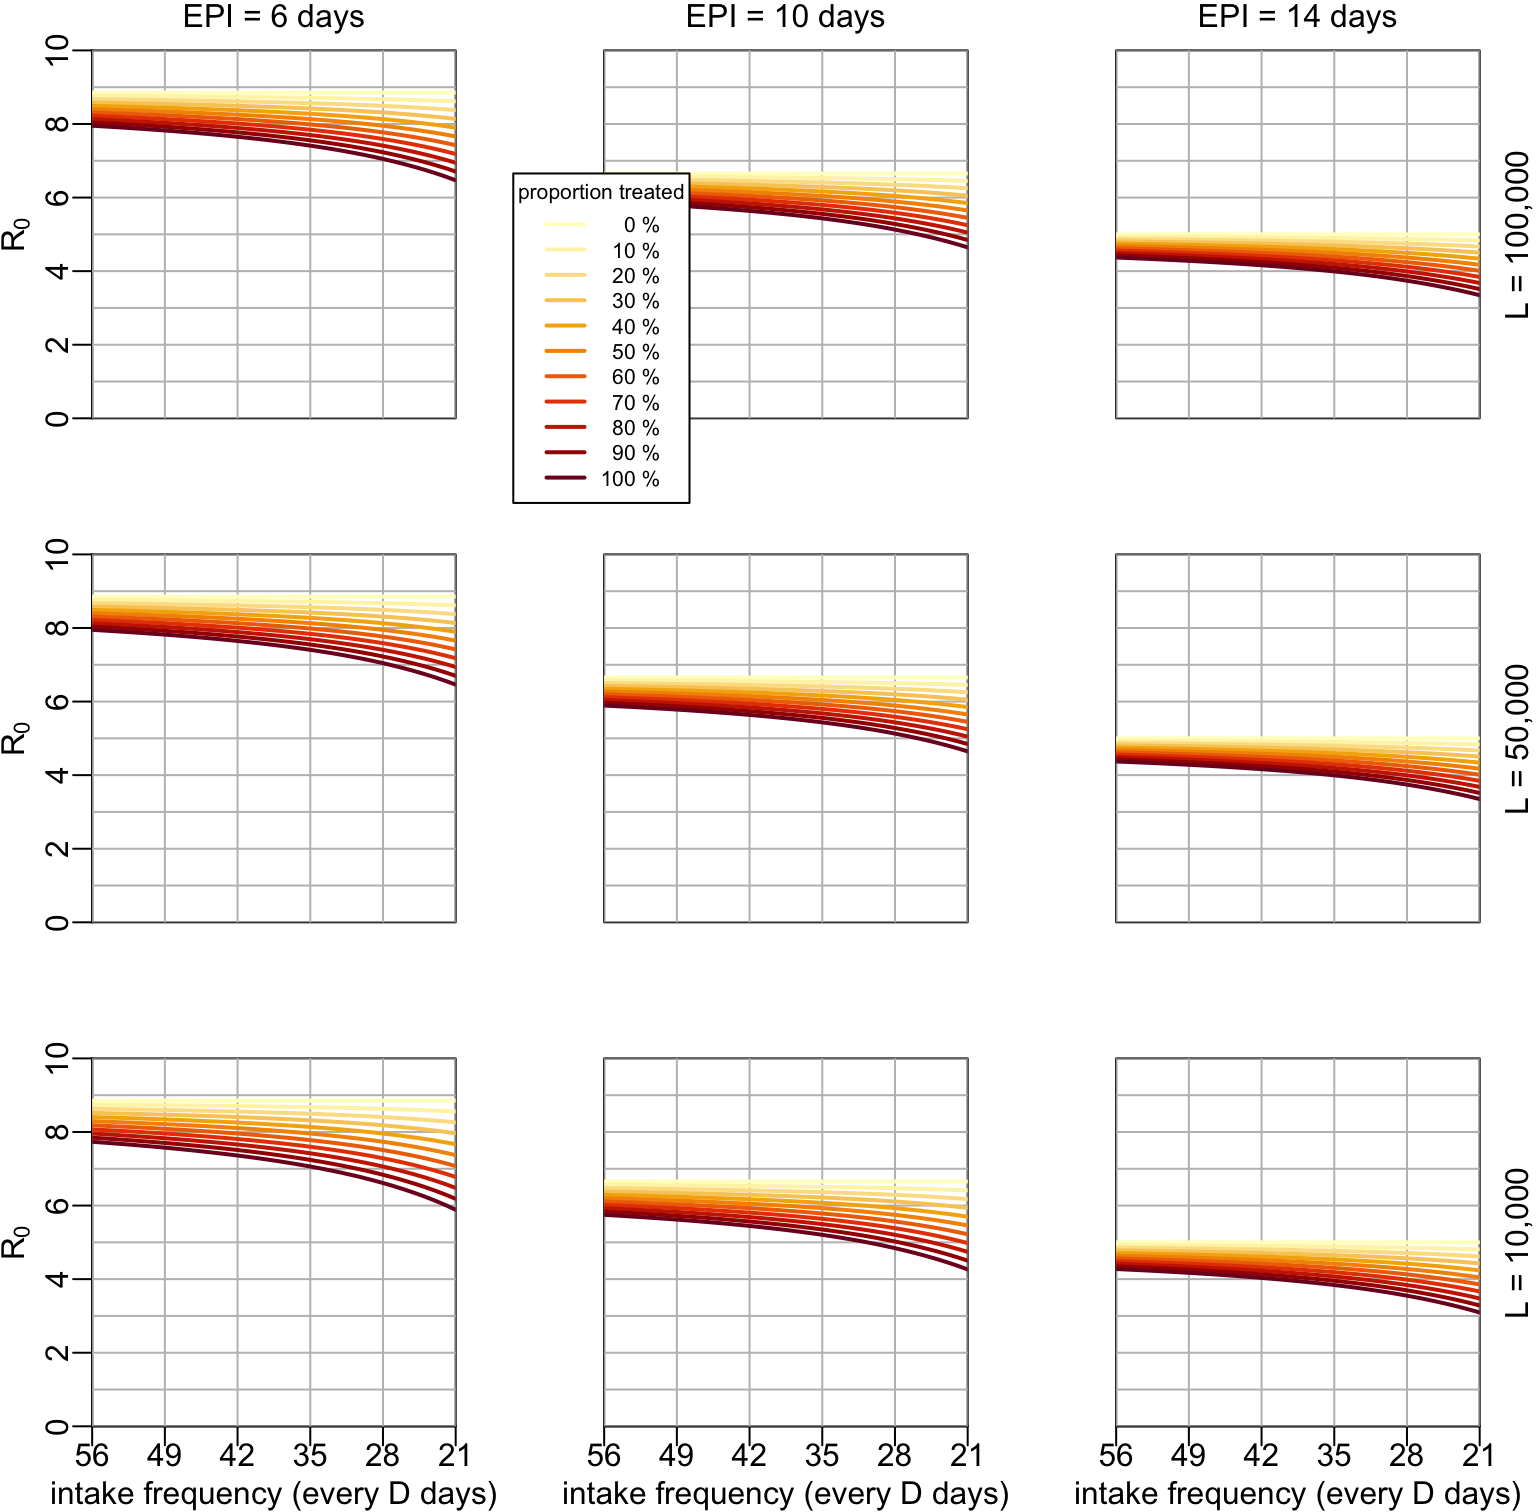 EPI = 6 days
EPI = 10 days
EPI = 14 days
10
8
6
4
2
0
R0
L = 100,000
proportion treated
0 %
10 %
20 %
30 %
40 %
50 %
60 %
70 %
80 %
90 %
100 %
10
8
6
4
2
0
R0
L = 50,000
10
8
6
4
2
0
R0
L = 10,000
56 49 42 35 28 21
56 49 42 35 28 21
56 49 42 35 28 21
intake frequency (every D days)
intake frequency (every D days)
intake frequency (every D days)